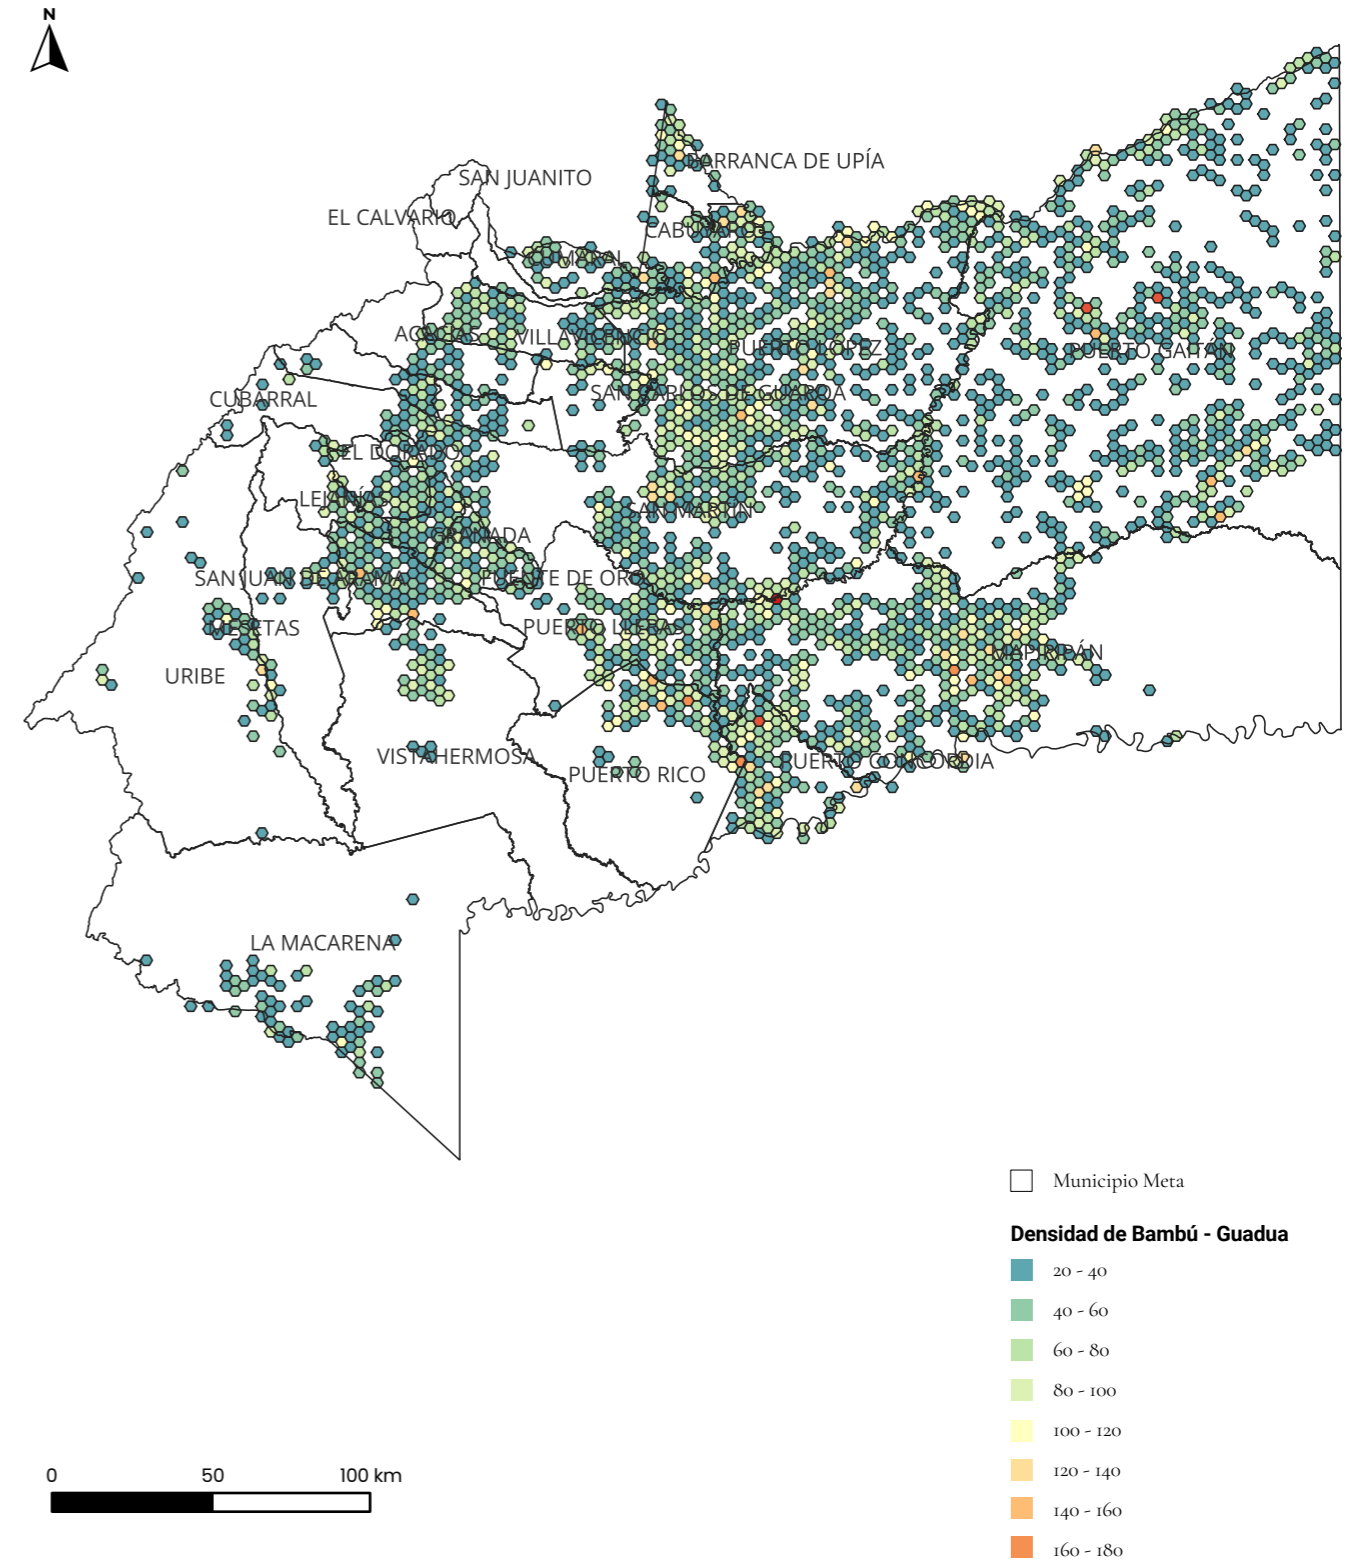 N
BARRANCA DE UPÍA
SAN JUANITO
EL CALVARIO
CABUYARO
CUMARAL
ACACÍAS
VILLAVICENCIO
PUERTO LÓPEZ
PUERTO GAITÁN
CUBARRAL
SAN CARLOS DE GUAROA
EL DORADO
LEJANÍAS
SAN MARTÍN
GRANADA
SAN JUAN DE ARAMA
FUENTE DE ORO
MESETAS
PUERTO LLERAS
MAPIRIPÁN
URIBE
VISTAHERMOSA
PUERTO RICO
PUERTO CONCORDIA
LA MACARENA
Municipio Meta
Densidad de Bambú - Guadua
20 - 40
40 - 60
60 - 80
80 - 100
100 - 120
120 - 140
140 - 160
160 - 180
0 50 100 km